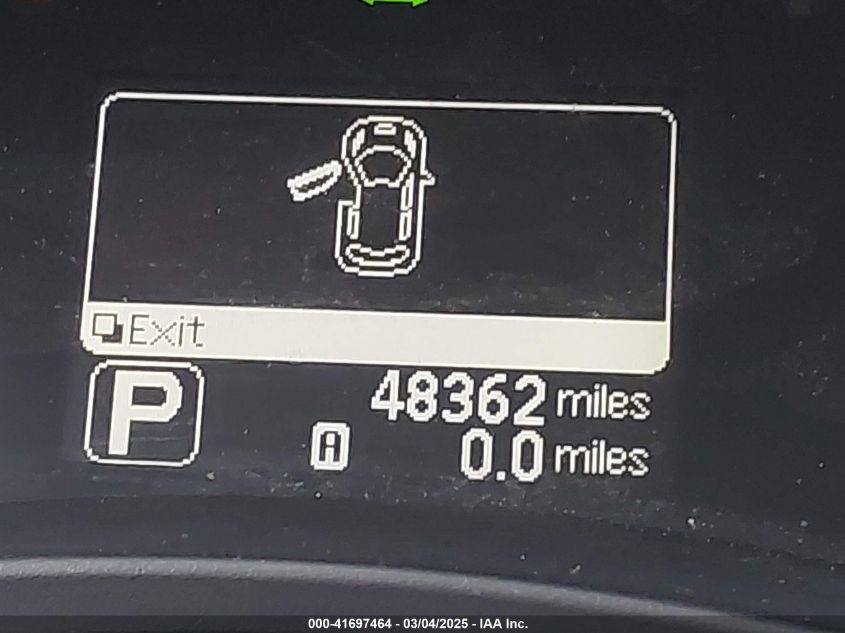 Exit
P 48362 miles
A 0.0 miles
000-41697464 - 03/04/2025 - IAA Inc.